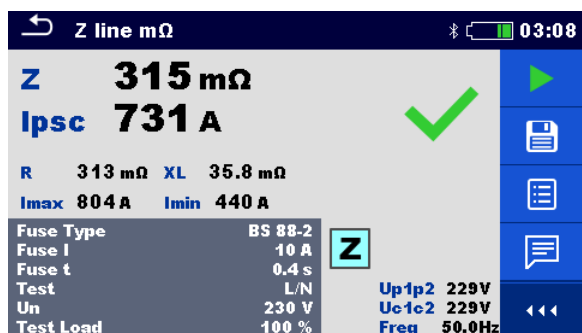 Z line mΩ 03:08
Z 315 mΩ
Ipsc 731 A
R 313 mΩ XL 35.8 mΩ
Imax 804 A Imin 440 A
Fuse Type BS 88-2
Fuse I 10 A
Fuse t 0.4 s
Test L/N
Un 230 V
Test Load 100 %
Z
Up1p2 229V
Uc1c2 229V
Freq 50.0Hz